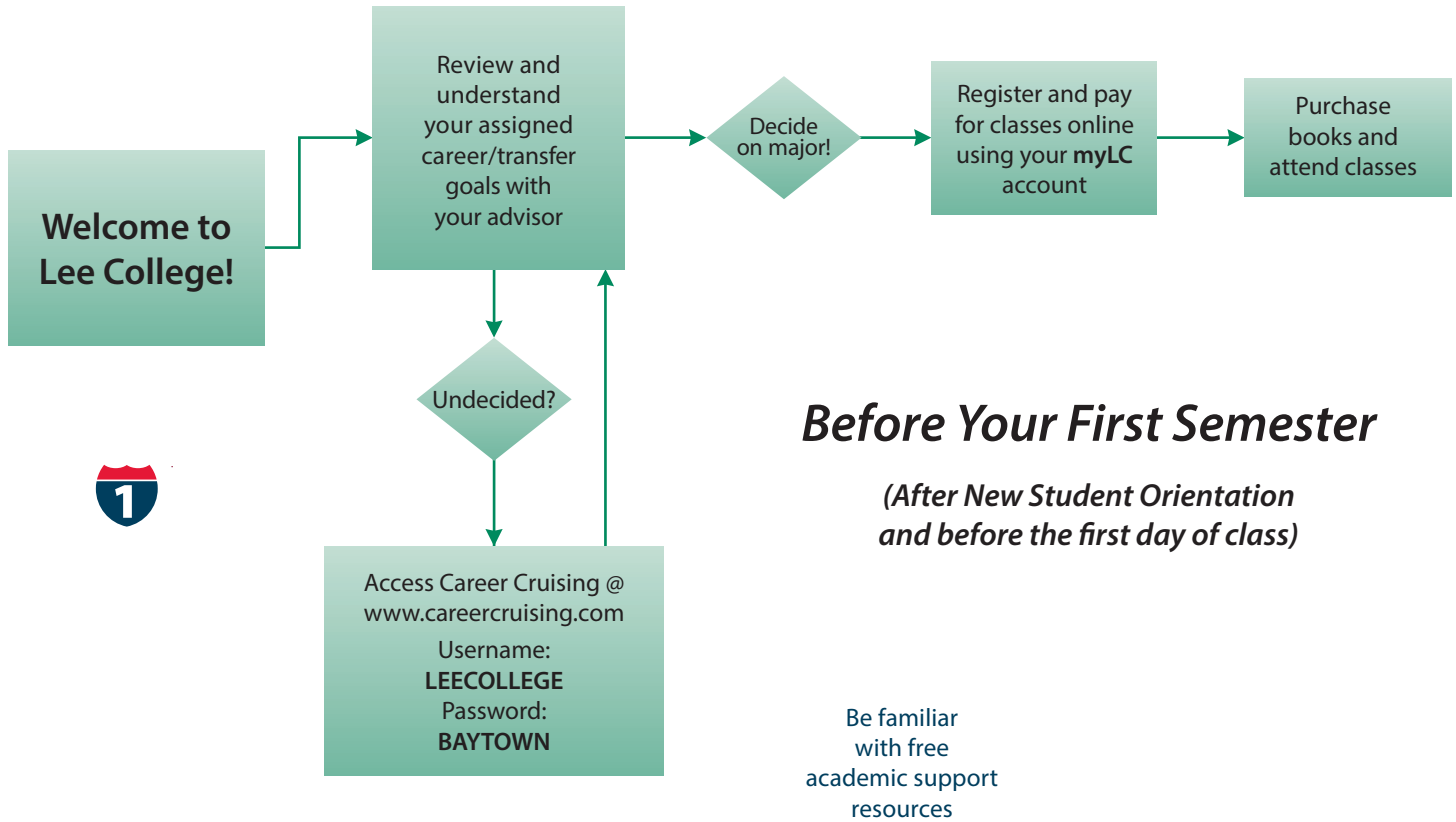 Welcome to
Lee College!
Review and
understand
your assigned
career/transfer
goals with
your advisor
Decide
on major!
Register and pay
for classes online
using your myLC
account
Purchase
books and
attend classes
Undecided?
Access Career Cruising @
www.careercruising.com
Username:
LEECOLLEGE
Password:
BAYTOWN
1
Before Your First Semester
(After New Student Orientation
and before the first day of class)
Be familiar
with free
academic support
resources